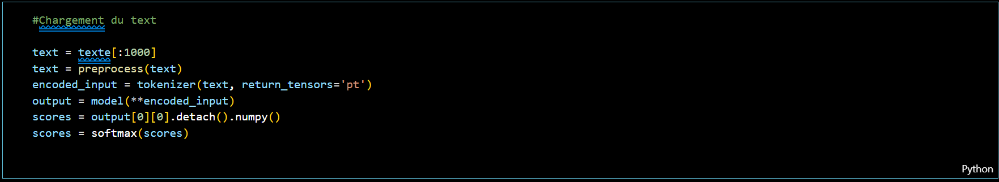 #Chargement du text
text = texte[:1000]
text = preprocess(text)
encoded_input = tokenizer(text, return_tensors='pt')
output = model(**encoded_input)
scores = output[0][0].detach().numpy()
scores = softmax(scores)
Python